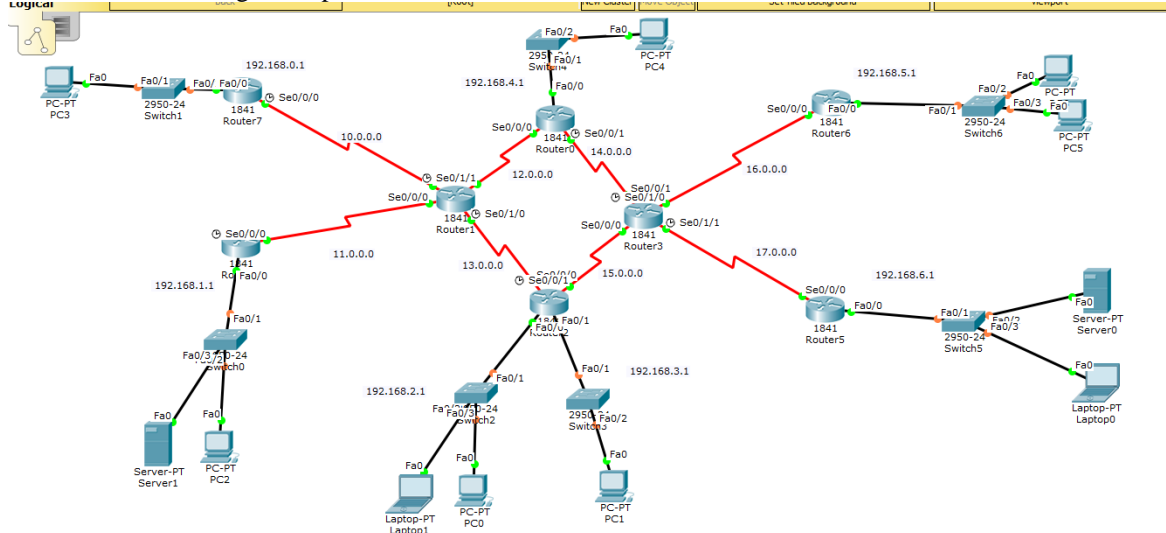 Logical
[Root]
New Cluster
Move Object
Set Tiled Background
Viewport
192.168.0.1
Fa0
Fa0/1
Fa0/
Fa0/0
PC-PT
PC3
2950-24
Switch1
1841
Router7
Se0/0/0
10.0.0.0
Fa0/2
Fa0
Fa0/1
PC-PT
PC4
192.168.4.1
Fa0/0
Se0/0/0
Se0/0/1
1841
Router0
14.0.0.0
12.0.0.0
192.168.5.1
Fa0
Fa0/2
PC-PT
Se0/0/0
Fa0/0
Fa0/1
Fa0/3
Fa0
1841
Router6
2950-24
Switch6
PC-PT
PC5
16.0.0.0
Se0/1/1
Se0/0/0
Se0/1/0
1841
Router1
Se0/0/1
Se0/1/0
Se0/0/0
Se0/1/1
1841
Router3
Se0/0/0
1841
Fa0/0
11.0.0.0
13.0.0.0
15.0.0.0
17.0.0.0
192.168.1.1
Se0/0/0
Se0/0/1
192.168.6.1
Se0/0/0
Fa0/0
Fa0/1
Fa0/3
1841
Router5
2950-24
Switch5
Fa0
Server-PT
Server0
Fa0/1
Fa0/3
Fa0/1
Fa0/1
Fa0/1
192.168.2.1
192.168.3.1
Fa0
Laptop-PT
Laptop0
Fa0/3
Fa0/2
Fa0
Fa0
Server-PT
Server1
PC-PT
PC2
Fa0
Fa0
Fa0
Laptop-PT
Laptop1
PC-PT
PC0
PC-PT
PC1